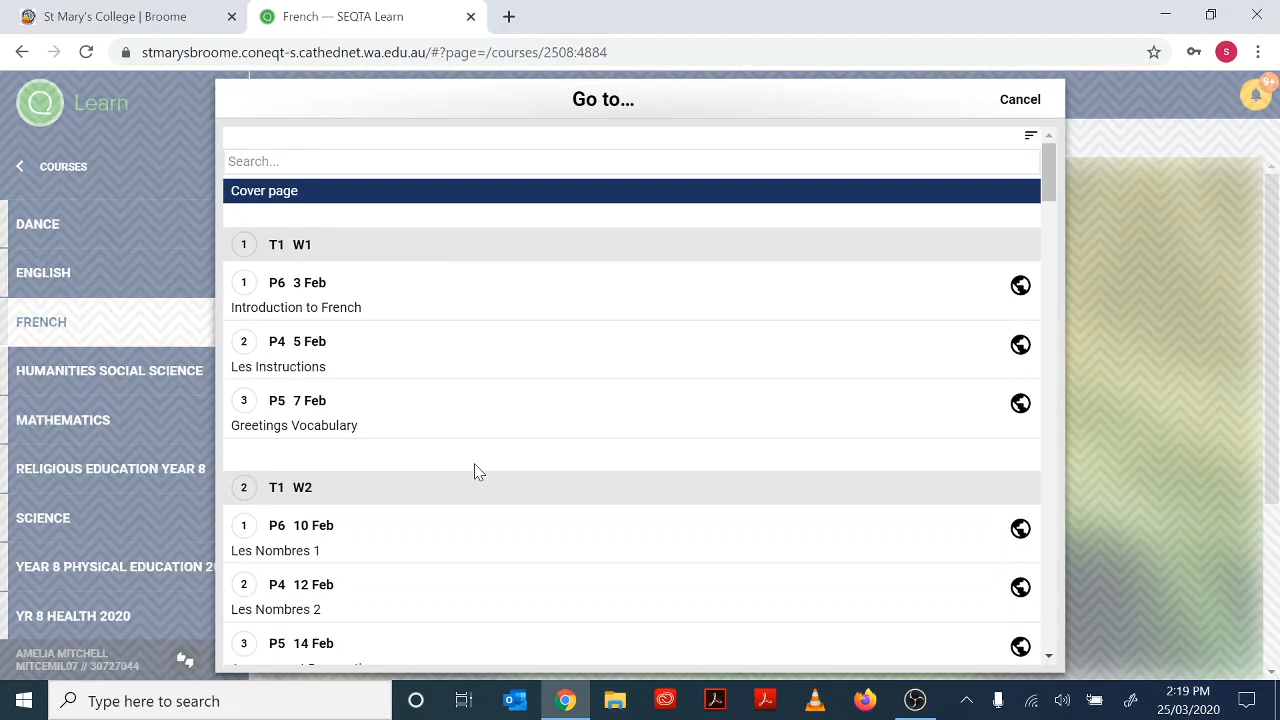 St Mary's College | Broome
French — SEQTA Learn
stmarysbroome.coneqt-s.cathednet.wa.edu.au/#?page=/courses/2508:4884
S
Learn
9+
Go to...
Cancel
COURSES
Search...
Cover page
DANCE
ENGLISH
FRENCH
HUMANITIES SOCIAL SCIENCE
MATHEMATICS
RELIGIOUS EDUCATION YEAR 8
SCIENCE
YEAR 8 PHYSICAL EDUCATION 2
YR 8 HEALTH 2020
AMELIA MITCHELL
MITCEMIL07 // 30727044
1 T1 W1
1 P6 3 Feb
Introduction to French
2 P4 5 Feb
Les Instructions
3 P5 7 Feb
Greetings Vocabulary
2 T1 W2
1 P6 10 Feb
Les Nombres 1
2 P4 12 Feb
Les Nombres 2
3 P5 14 Feb
Type here to search
2:19 PM
25/03/2020